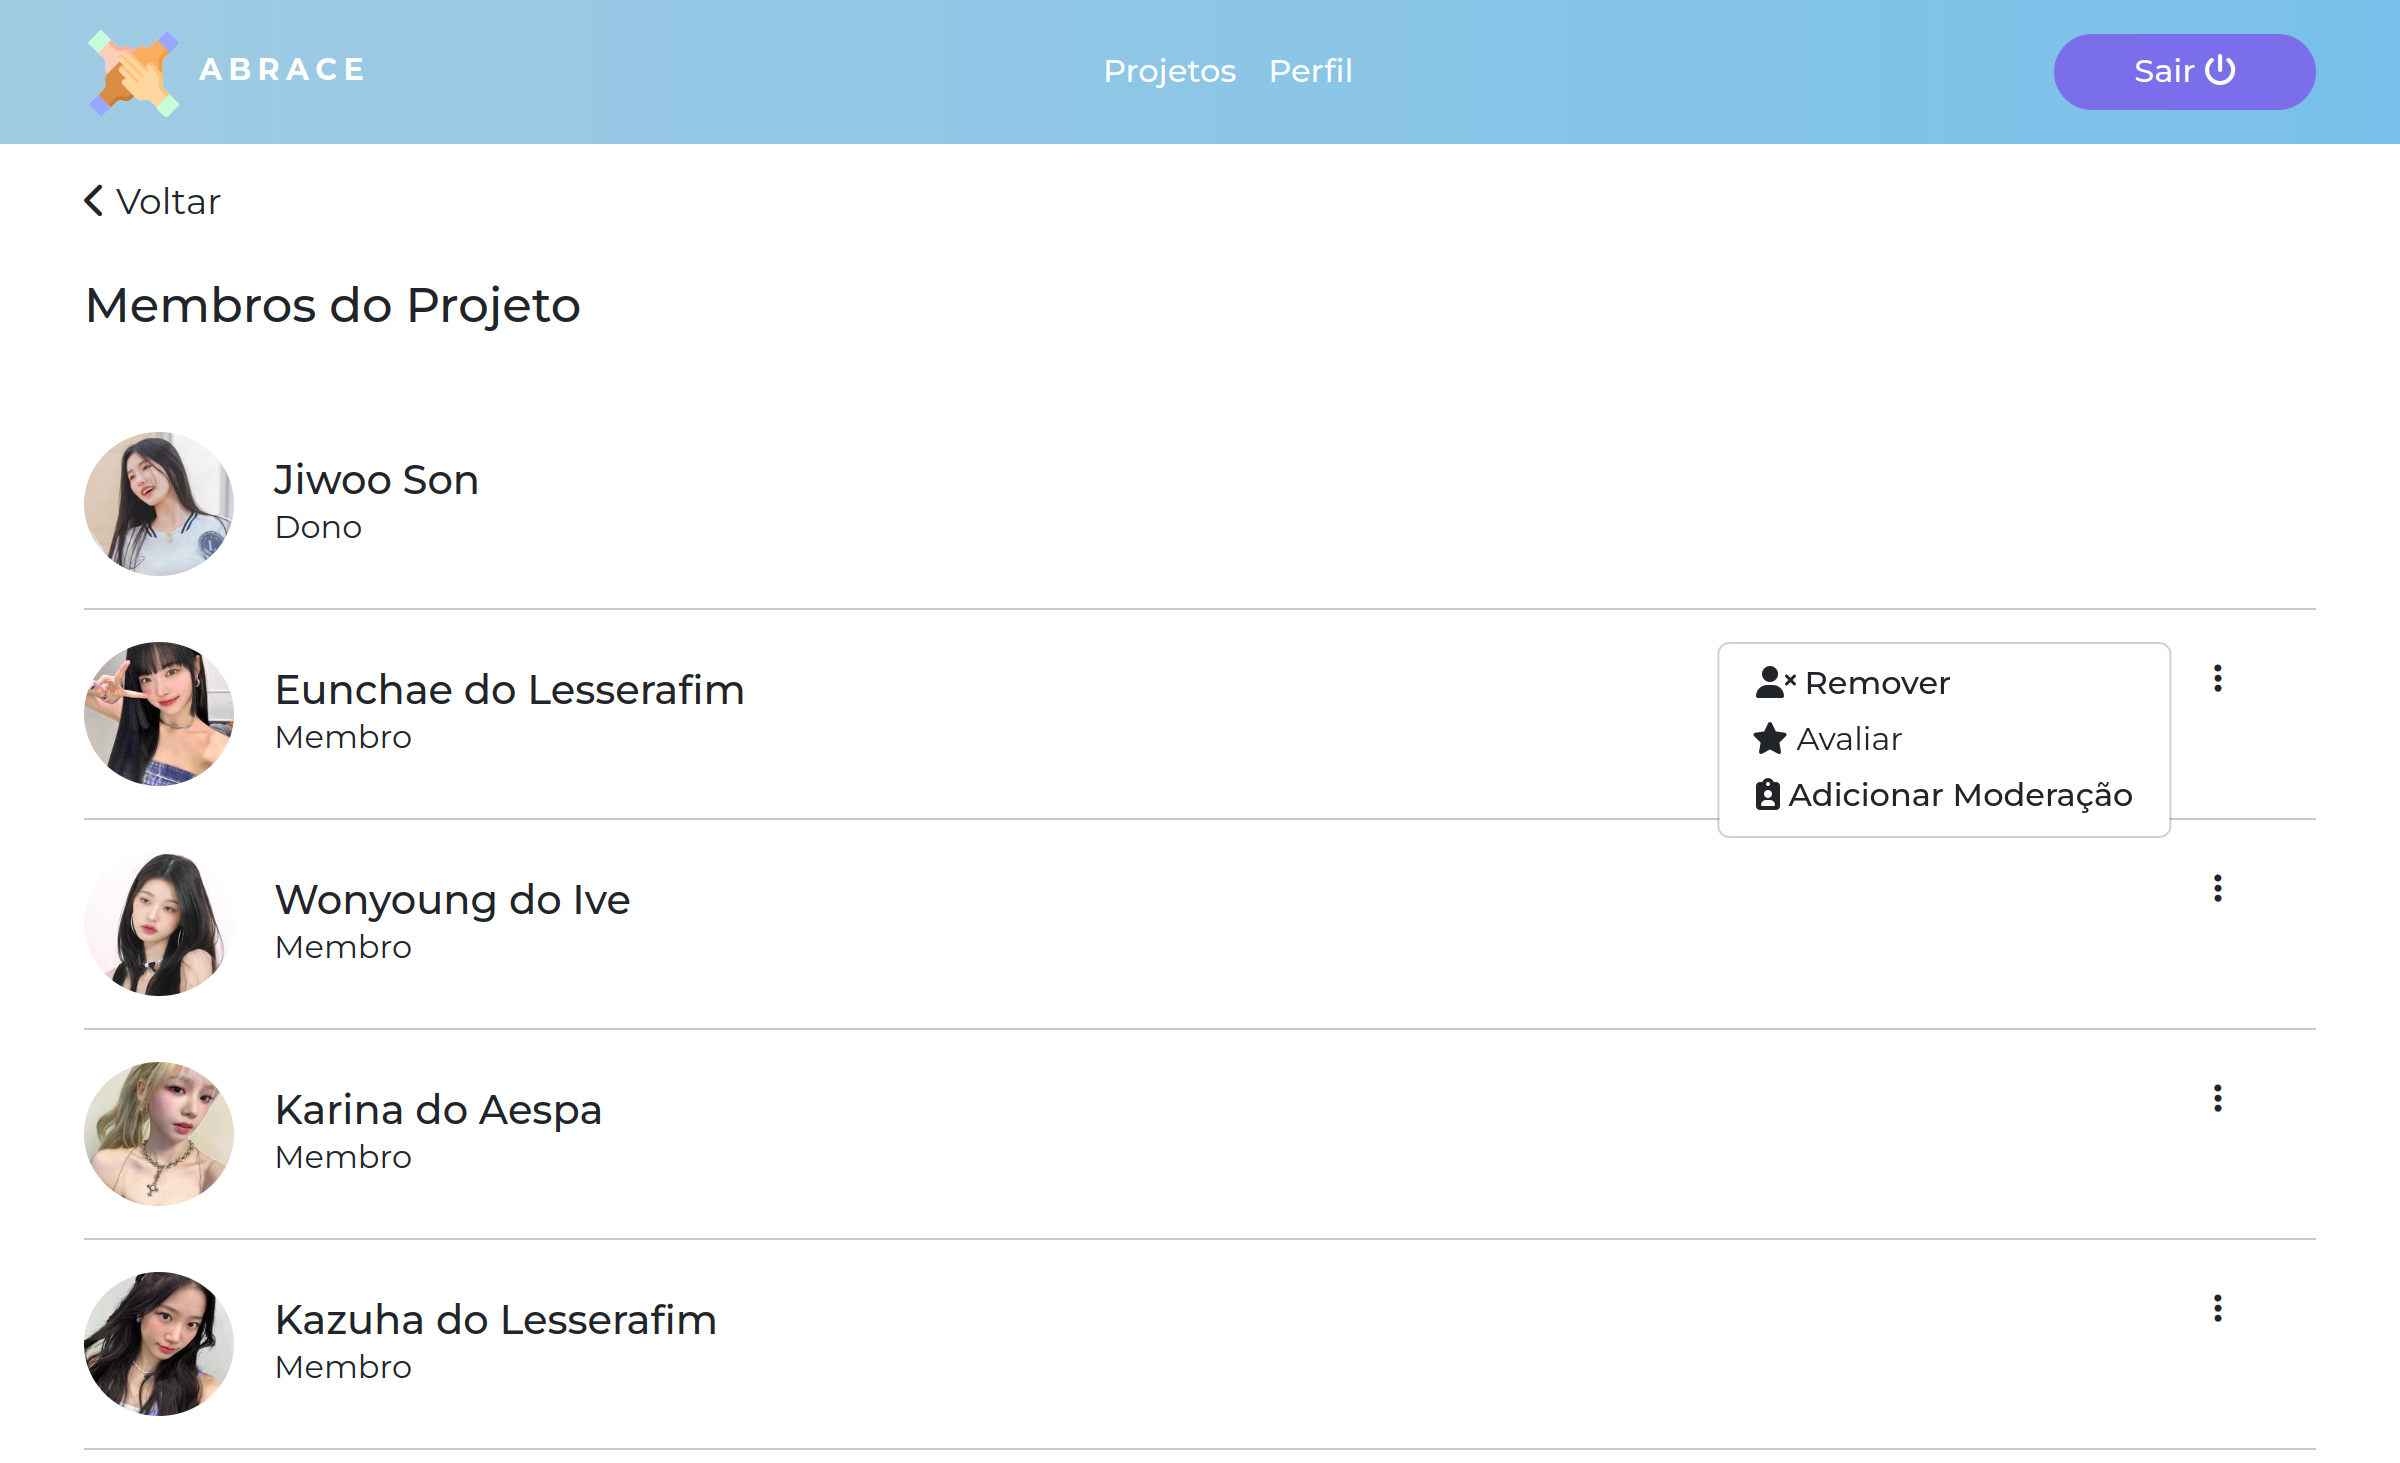 ABRACE
Projetos Perfil
Sair
Voltar
Membros do Projeto
Jiwoo Son
Dono
Eunchae do Lesserafim
Membro
Remover
Avaliar
Adicionar Moderação
Wonyoung do Ive
Membro
Karina do Aespa
Membro
Kazuha do Lesserafim
Membro